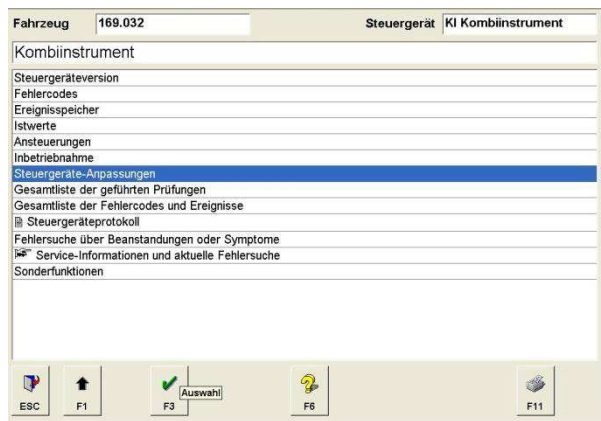 Fahrzeug 169.032 Steuergerät KI Kombiinstrument
Kombiinstrument
Steuergeräteversion
Fehlercodes
Ereignisspeicher
Istwerte
Ansteuerungen
Inbetriebnahme
Steuergeräte-Anpassungen
Gesamtliste der geführten Prüfungen
Gesamtliste der Fehlercodes und Ereignisse
Steuergeräteprotokoll
Fehlersuche über Beanstandungen oder Symptome
Service-Informationen und aktuelle Fehlersuche
Sonderfunktionen
Auswahl
ESC F1 F3 F6 F11